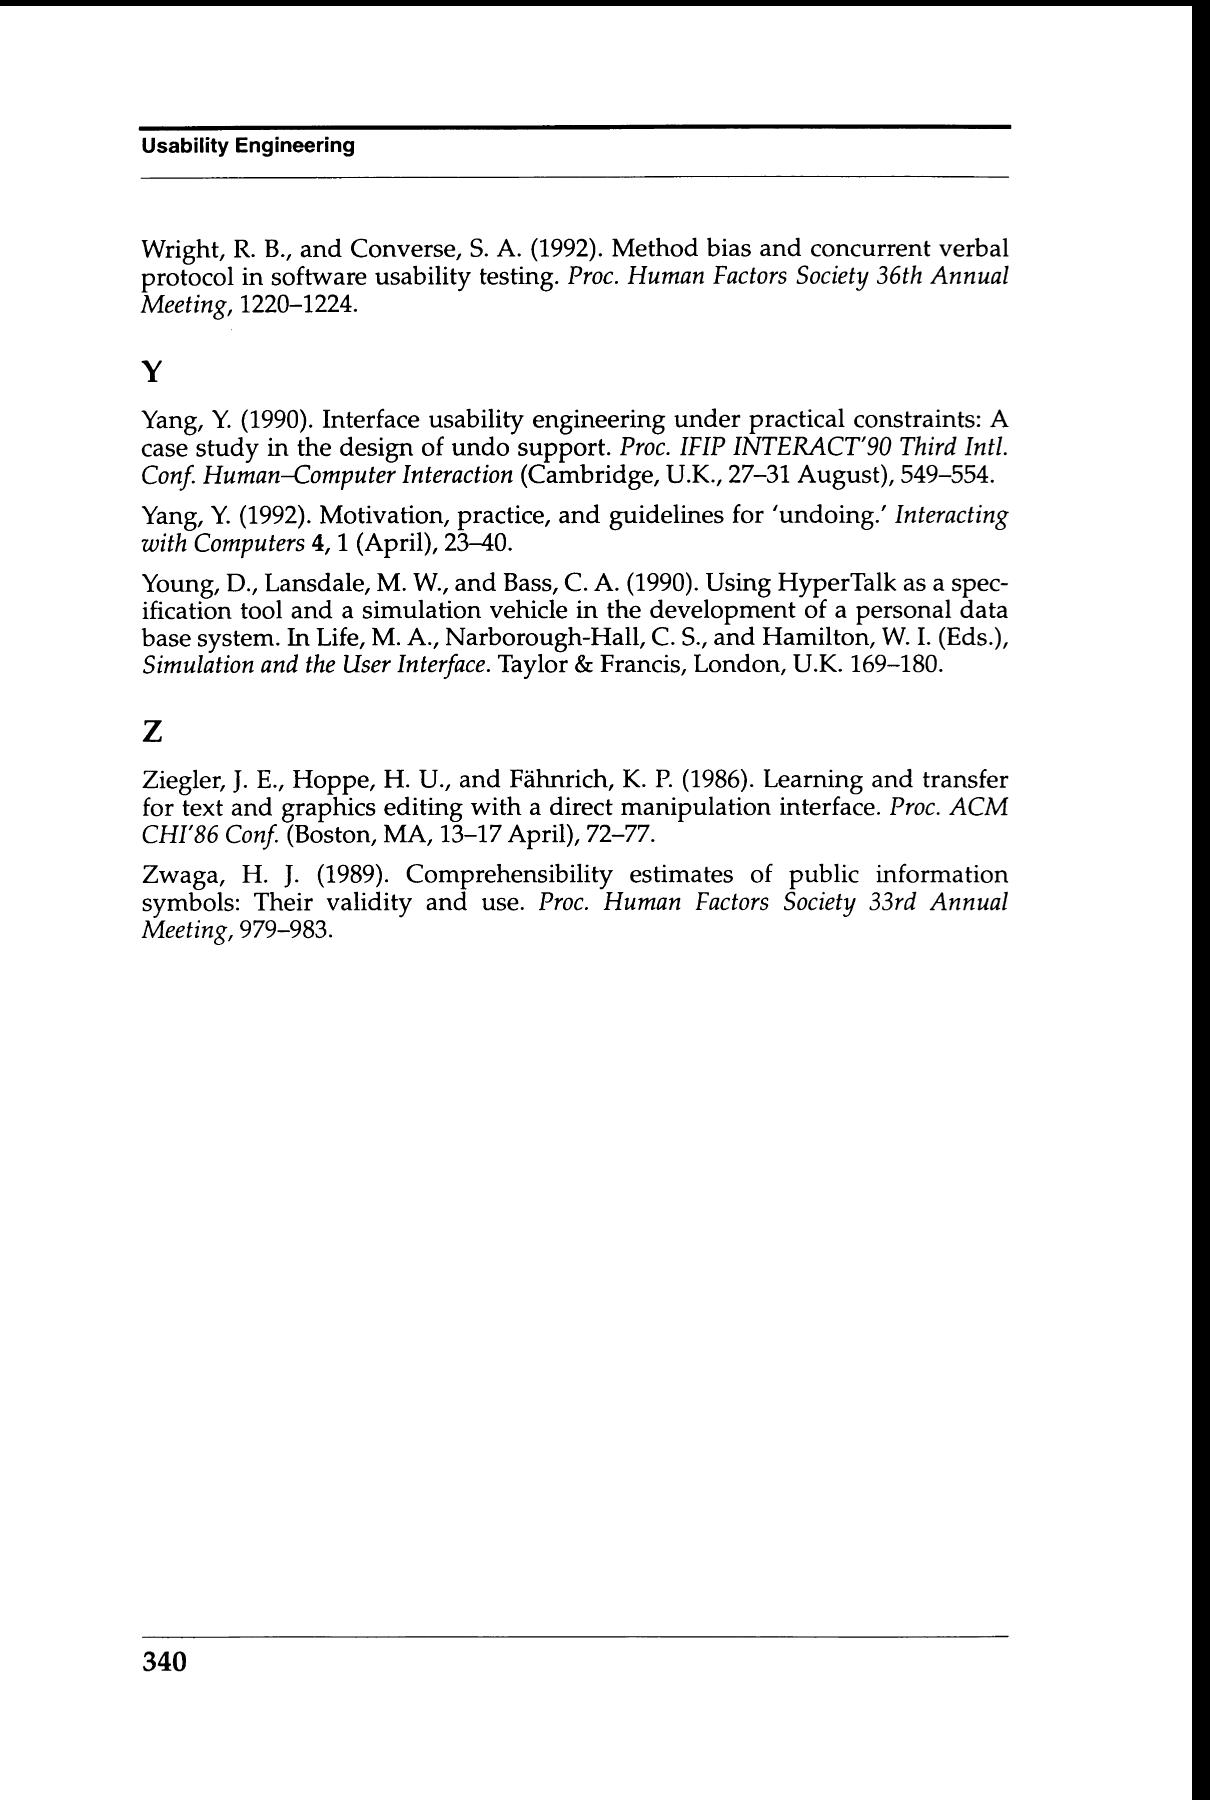 Usability Engineering
Wright, R. B., and Converse, S. A. (1992). Method bias and concurrent verbal
protocol in software usability testing. Proc. Human Factors Society 36th Annual
Meeting, 1220–1224.
Y
Yang, Y. (1990). Interface usability engineering under practical constraints: A
case study in the design of undo support. Proc. IFIP INTERACT'90 Third Intl.
Conf. Human–Computer Interaction (Cambridge, U.K., 27–31 August), 549–554.
Yang, Y. (1992). Motivation, practice, and guidelines for 'undoing.' Interacting
with Computers 4, 1 (April), 23–40.
Young, D., Lansdale, M. W., and Bass, C. A. (1990). Using HyperTalk as a spec-
ification tool and a simulation vehicle in the development of a personal data
base system. In Life, M. A., Narborough-Hall, C. S., and Hamilton, W. I. (Eds.),
Simulation and the User Interface. Taylor & Francis, London, U.K. 169–180.
Z
Ziegler, J. E., Hoppe, H. U., and Fähnrich, K. P. (1986). Learning and transfer
for text and graphics editing with a direct manipulation interface. Proc. ACM
CHI'86 Conf. (Boston, MA, 13–17 April), 72–77.
Zwaga, H. J. (1989). Comprehensibility estimates of public information
symbols: Their validity and use. Proc. Human Factors Society 33rd Annual
Meeting, 979–983.
340